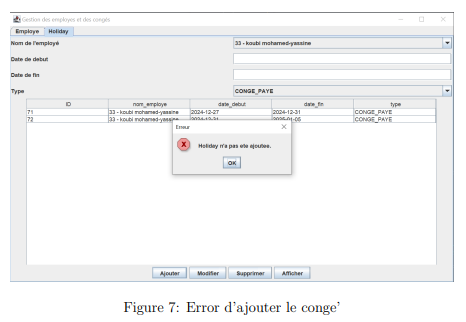 Gestion des employes et des congés
Employe Holiday
Nom de l'employé 33 - koubi mohamed-yassine
Date de debut
Date de fin
Type CONGE_PAYE
ID nom_employe date_debut date_fin type
71 33 - koubi mohamed-yassine 2024-12-27 2024-12-31 CONGE_PAYE
72 33 - koubi mohamed-yassine 2024-12-31 2025-01-05 CONGE_PAYE
Erreur
Holiday n'a pas ete ajoutee.
OK
Ajouter Modifier Supprimer Afficher
Figure 7: Error d'ajouter le conge'